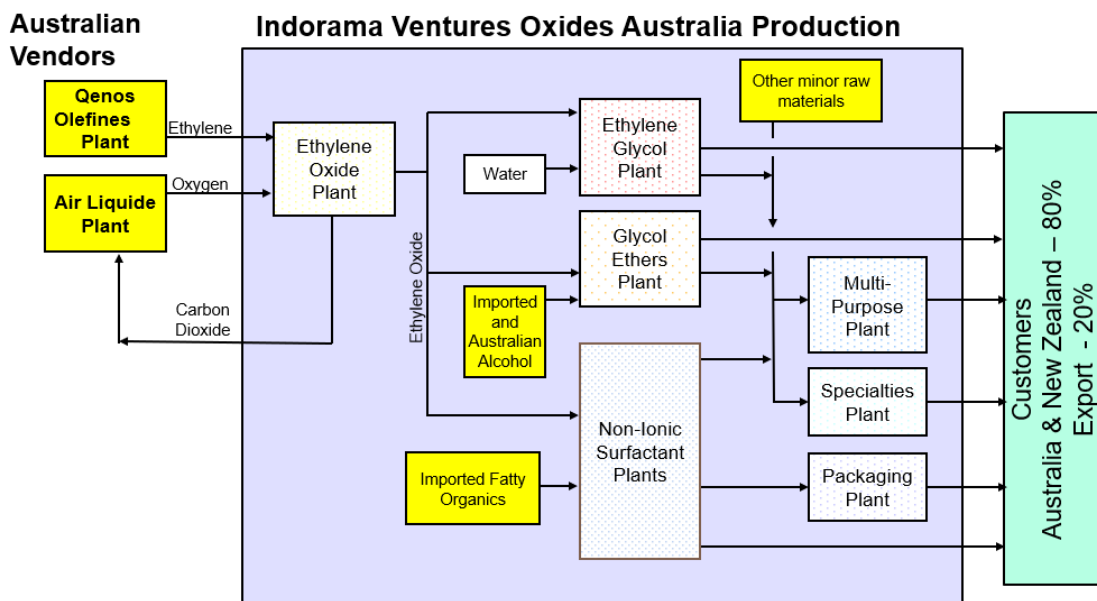 Australian
Vendors
Indorama Ventures Oxides Australia Production
Qenos
Olefines
Plant
Ethylene
Air Liquide
Plant
Oxygen
Carbon
Dioxide
Ethylene
Oxide
Plant
Ethylene Oxide
Water
Ethylene
Glycol
Plant
Other minor raw
materials
Glycol
Ethers
Plant
Imported
and
Australian
Alcohol
Multi-
Purpose
Plant
Non-Ionic
Surfactant
Plants
Specialties
Plant
Imported Fatty
Organics
Packaging
Plant
Customers
Australia & New Zealand – 80%
Export - 20%